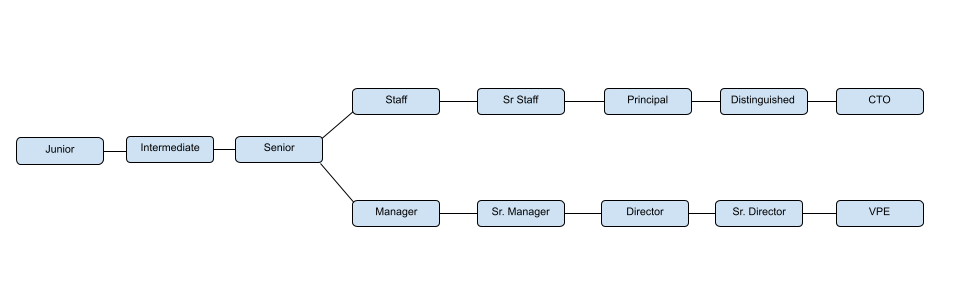 Junior
Intermediate
Senior
Staff
Sr Staff
Principal
Distinguished
CTO
Manager
Sr. Manager
Director
Sr. Director
VPE